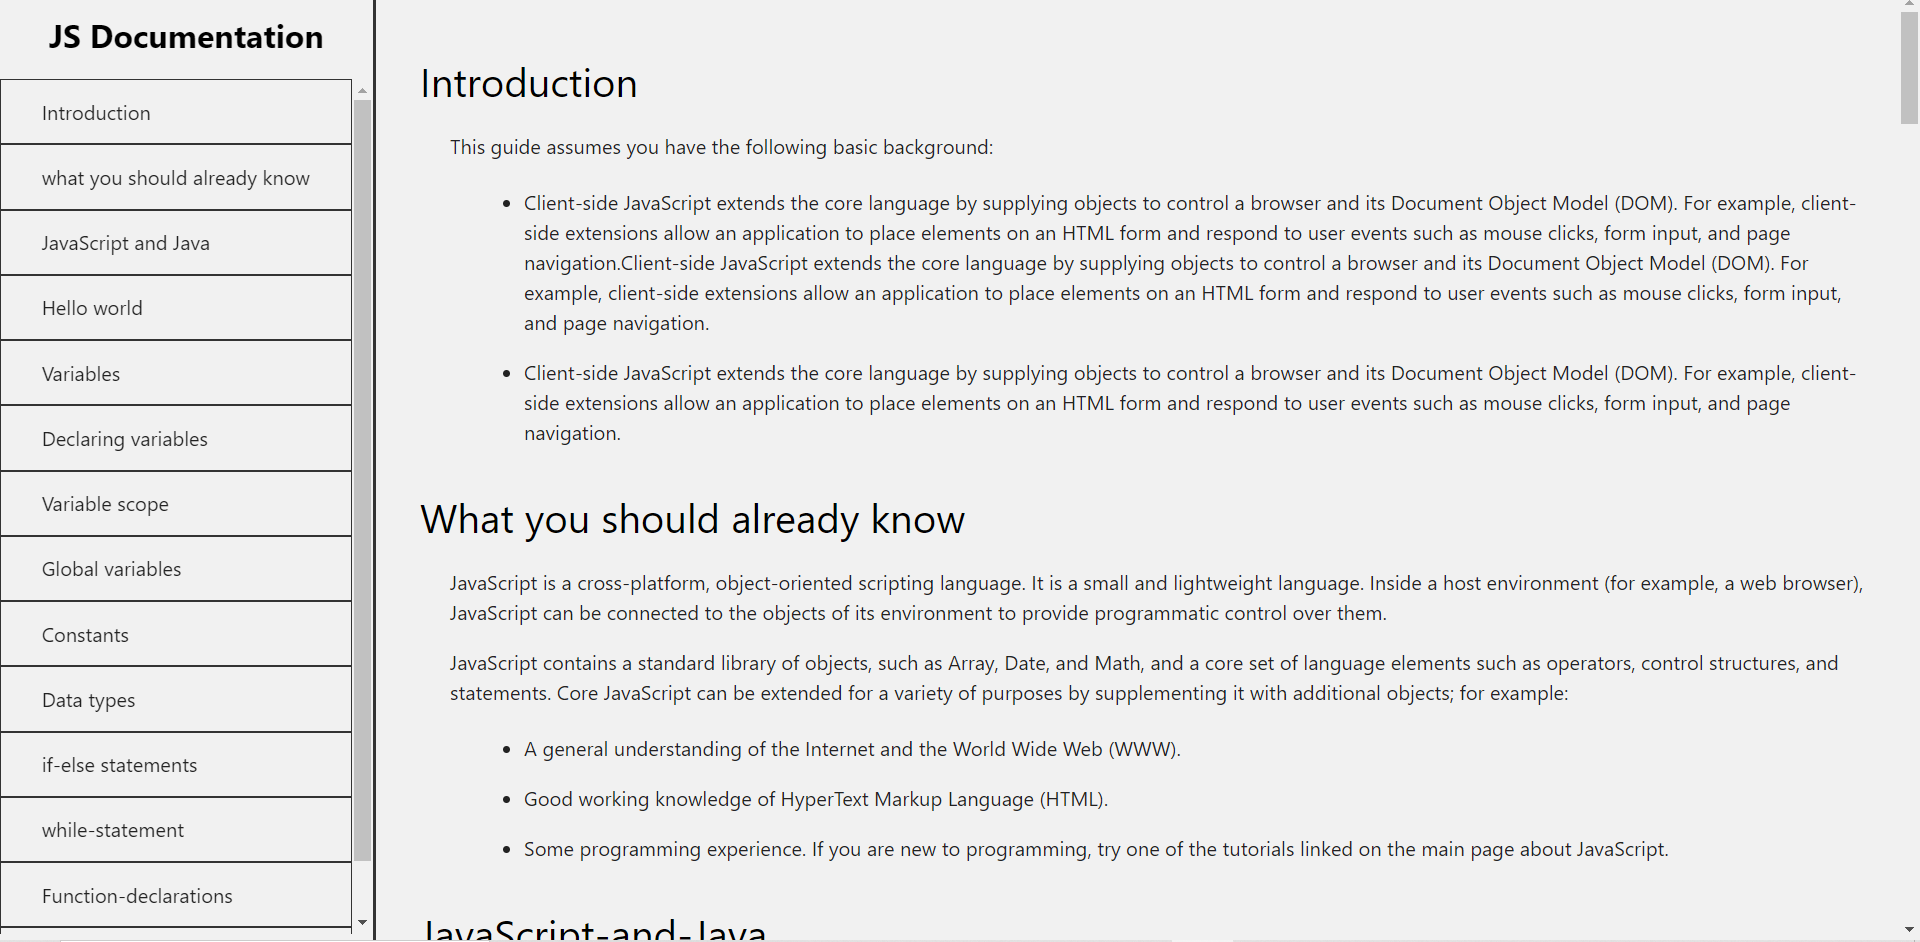 JS Documentation
Introduction
what you should already know
JavaScript and Java
Hello world
Variables
Declaring variables
Variable scope
Global variables
Constants
Data types
if-else statements
while-statement
Function-declarations
Introduction
This guide assumes you have the following basic background:
• Client-side JavaScript extends the core language by supplying objects to control a browser and its Document Object Model (DOM). For example, client-
side extensions allow an application to place elements on an HTML form and respond to user events such as mouse clicks, form input, and page
navigation.Client-side JavaScript extends the core language by supplying objects to control a browser and its Document Object Model (DOM). For
example, client-side extensions allow an application to place elements on an HTML form and respond to user events such as mouse clicks, form input,
and page navigation.
• Client-side JavaScript extends the core language by supplying objects to control a browser and its Document Object Model (DOM). For example, client-
side extensions allow an application to place elements on an HTML form and respond to user events such as mouse clicks, form input, and page
navigation.
What you should already know
JavaScript is a cross-platform, object-oriented scripting language. It is a small and lightweight language. Inside a host environment (for example, a web browser),
JavaScript can be connected to the objects of its environment to provide programmatic control over them.
JavaScript contains a standard library of objects, such as Array, Date, and Math, and a core set of language elements such as operators, control structures, and
statements. Core JavaScript can be extended for a variety of purposes by supplementing it with additional objects; for example:
• A general understanding of the Internet and the World Wide Web (WWW).
• Good working knowledge of HyperText Markup Language (HTML).
• Some programming experience. If you are new to programming, try one of the tutorials linked on the main page about JavaScript.
JavaScript-and-Java